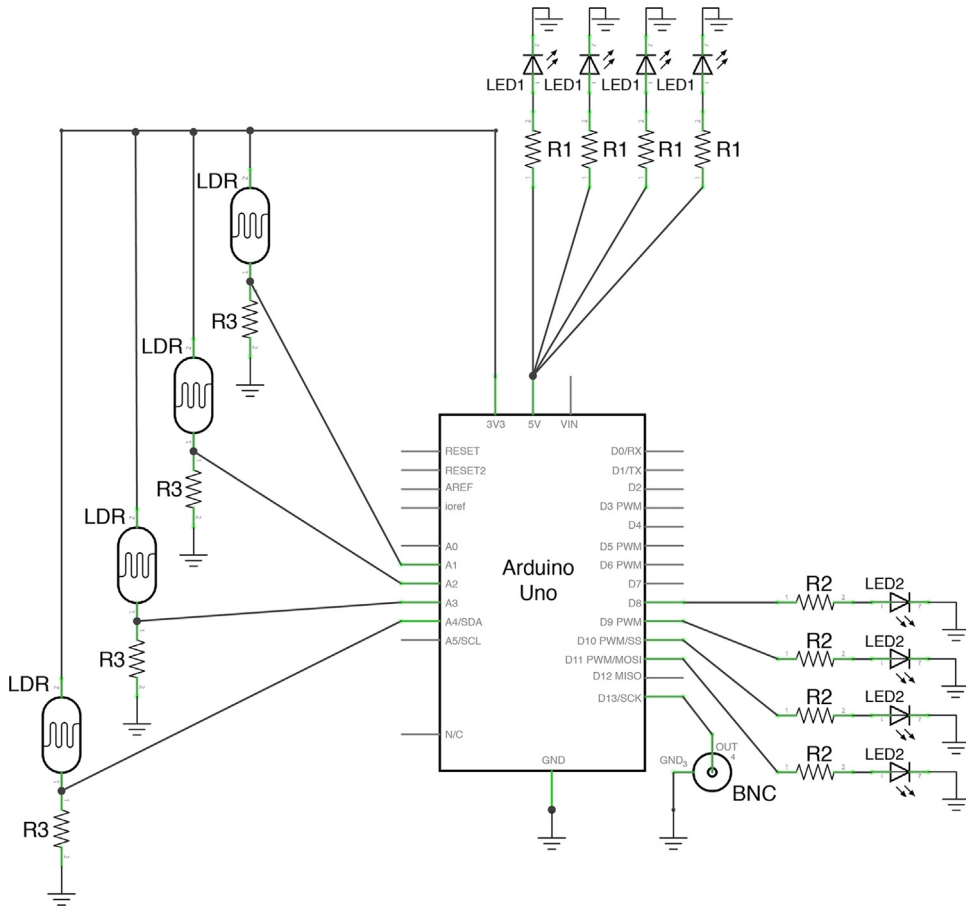 LED1 LED1 LED1 LED1
R1 R1 R1
LDR
R3
LDR
R3
LDR
R3
LDR
R3
3V3 5V VIN
RESET
RESET2
AREF
ioref
A0
A1
A2
A3
A4/SDA
A5/SCL
N/C
Arduino
Uno
GND
D0/RX
D1/TX
D2
D3 PWM
D4
D5 PWM
D6 PWM
D7
D8
D9 PWM
D10 PWM/SS
D11 PWM/MOSI
D12 MISO
D13/SCK
R2 LED2
R2 LED2
R2 LED2
R2 LED2
OUT
4
GND 3
BNC